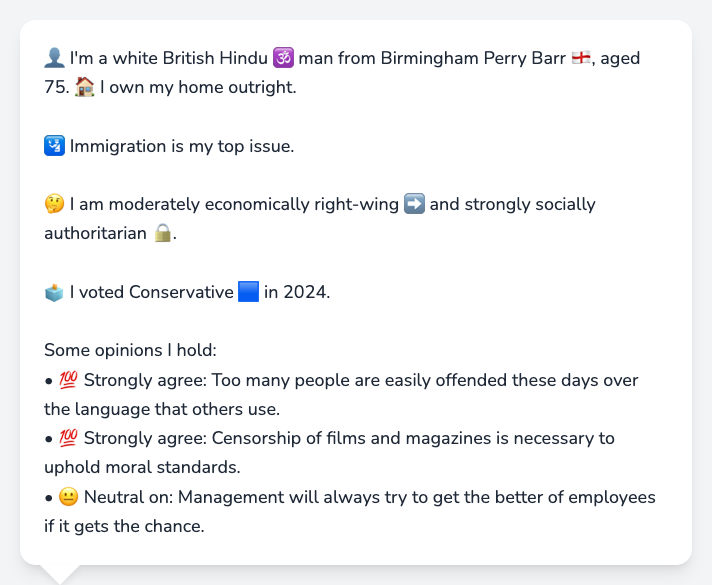 👤 I'm a white British Hindu 🕉️ man from Birmingham Perry Barr 🏴󠁧󠁢󠁥󠁮󠁧󠁿, aged
75. 🏠 I own my home outright.
🛂 Immigration is my top issue.
🤔 I am moderately economically right-wing ➡️ and strongly socially
authoritarian 🔒.
🗳️ I voted Conservative 🟦 in 2024.
Some opinions I hold:
• 💯 Strongly agree: Too many people are easily offended these days over
the language that others use.
• 💯 Strongly agree: Censorship of films and magazines is necessary to
uphold moral standards.
• 😐 Neutral on: Management will always try to get the better of employees
if it gets the chance.